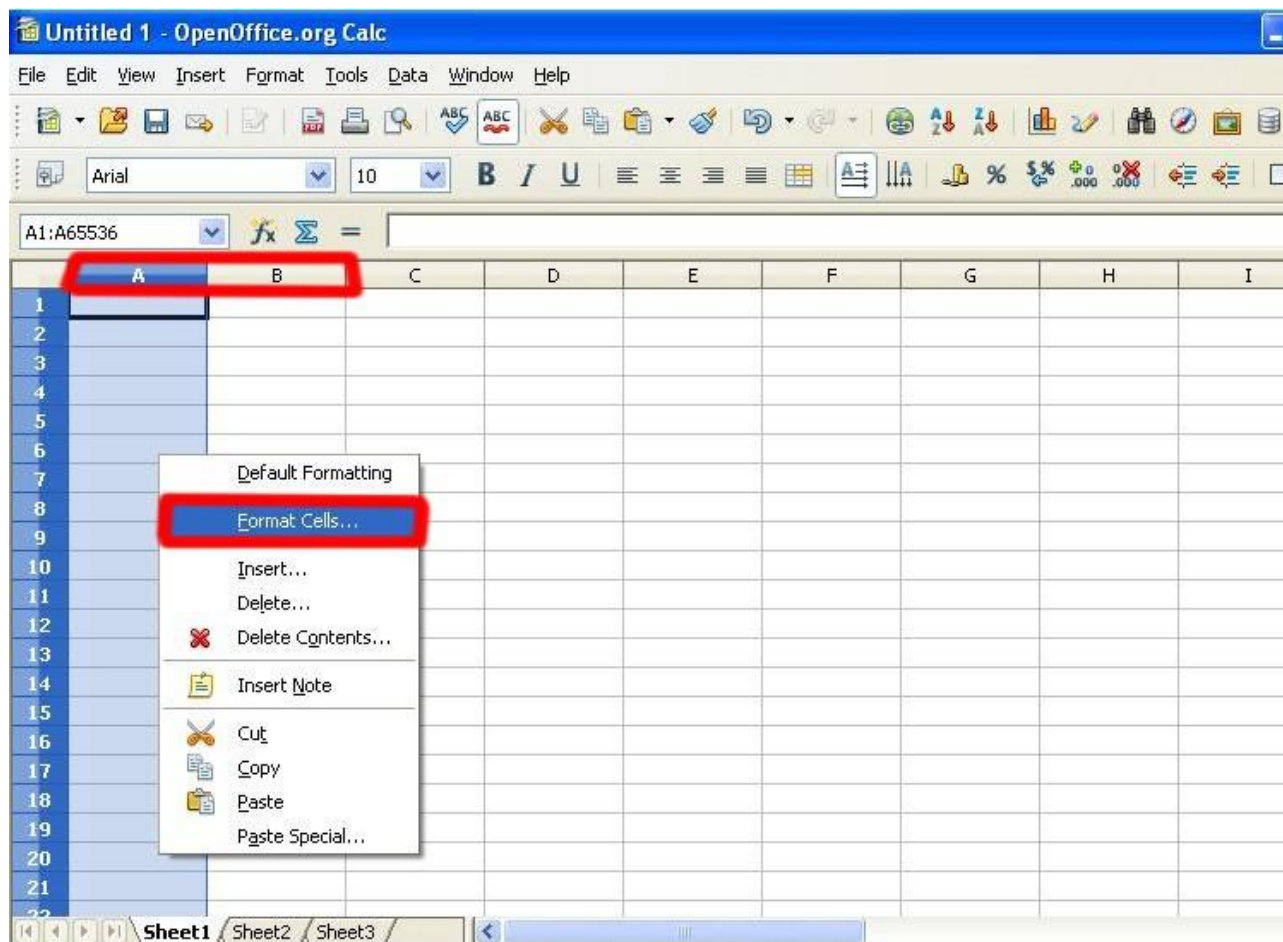 Untitled 1 - OpenOffice.org Calc
File Edit View Insert Format Tools Data Window Help
ABC ABC
Arial 10 B I U
A1:A65536
A B C D E F G H I
1
2
3
4
5
6
7
8
9
10
11
12
13
14
15
16
17
18
19
20
21
22
Default Formatting
Format Cells...
Insert...
Delete...
Delete Contents...
Insert Note
Cut
Copy
Paste
Paste Special...
Sheet1 Sheet2 Sheet3